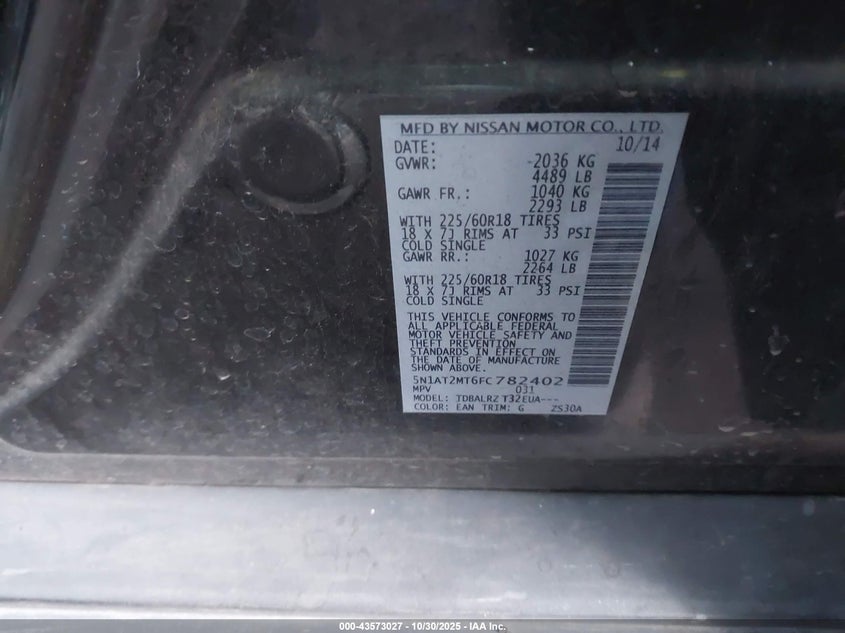 MFD BY NISSAN MOTOR CO., LTD.
DATE: 10/14
GVWR: 2036 KG
4489 LB
GAWR FR.: 1040 KG
2293 LB
WITH 225/60R18 TIRES
18 X 7J RIMS AT 33 PSI
COLD SINGLE
GAWR RR.: 1027 KG
2264 LB
WITH 225/60R18 TIRES
18 X 7J RIMS AT 33 PSI
COLD SINGLE
THIS VEHICLE CONFORMS TO
ALL APPLICABLE FEDERAL
MOTOR VEHICLE SAFETY AND
THEFT PREVENTION
STANDARDS IN EFFECT ON
THE DATE OF MANUFACTURE
SHOWN ABOVE.
5N1AT2MT6FC782402
MPV 031
MODEL: TDBALRZ T32EUA---
COLOR: EAN TRIM: G ZS30A
000-43573027 - 10/30/2025 - IAA Inc.